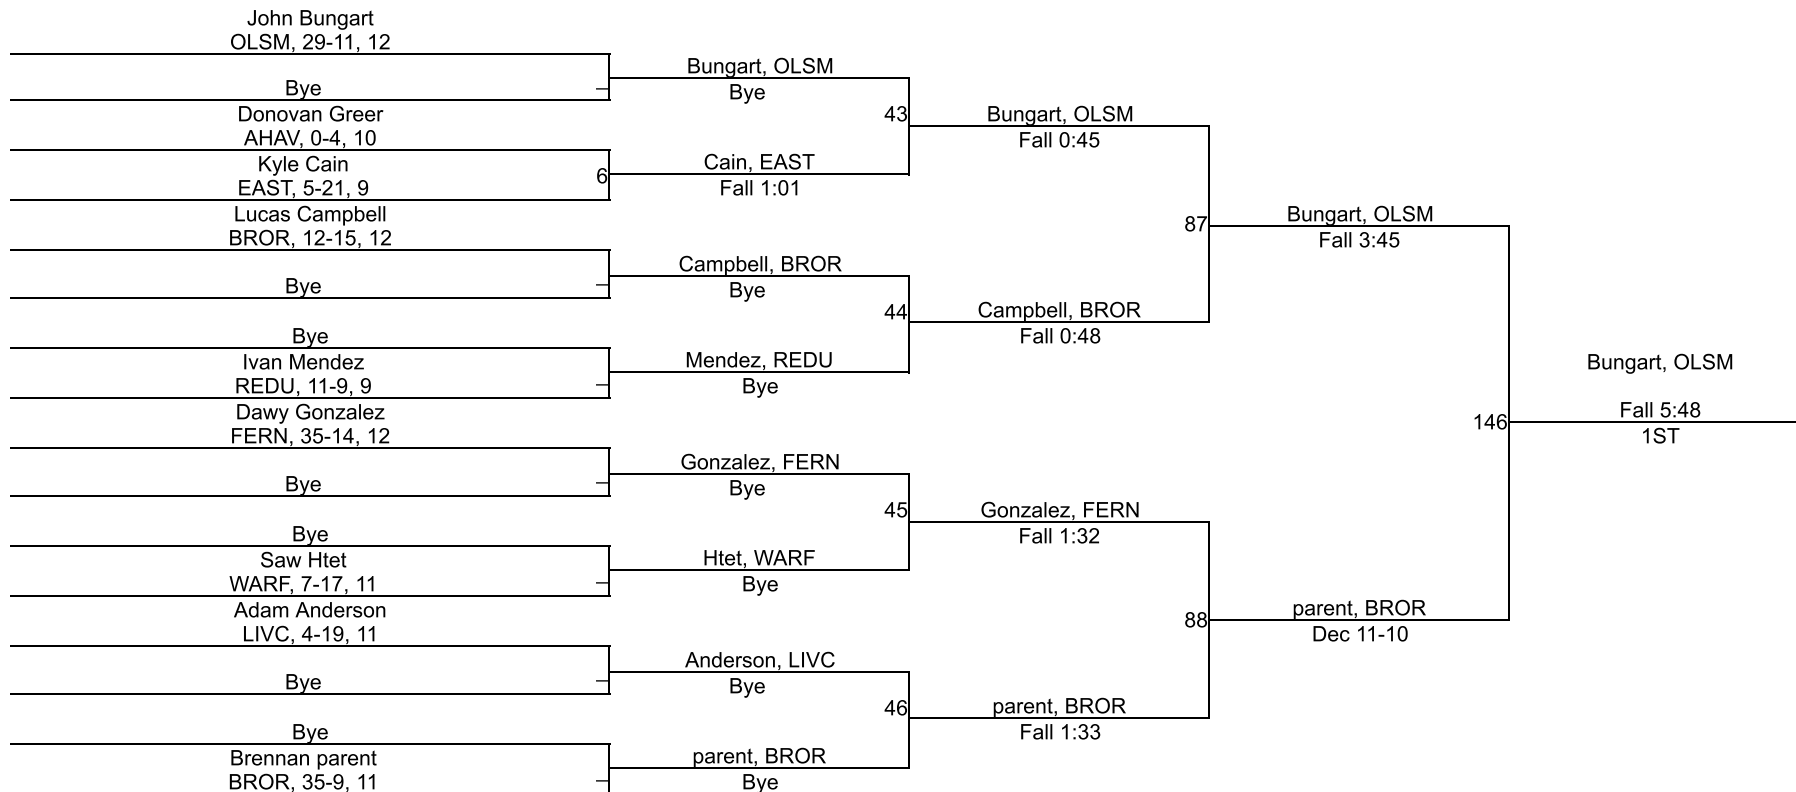 John Bungart
OLSM, 29-11, 12
Bye
Donovan Greer
AHAV, 0-4, 10
Kyle Cain
EAST, 5-21, 9
6
Lucas Campbell
BROR, 12-15, 12
Bye
Bye
Ivan Mendez
REDU, 11-9, 9
Dawy Gonzalez
FERN, 35-14, 12
Bye
Bye
Saw Htet
WARF, 7-17, 11
Adam Anderson
LIVC, 4-19, 11
Bye
Bye
Brennan parent
BROR, 35-9, 11
Bungart, OLSM
Bye
43
Cain, EAST
Fall 1:01
Campbell, BROR
Bye
44
Mendez, REDU
Bye
Gonzalez, FERN
Bye
45
Htet, WARF
Bye
Anderson, LIVC
Bye
46
parent, BROR
Bye
Bungart, OLSM
Fall 0:45
87
Campbell, BROR
Fall 0:48
Gonzalez, FERN
Fall 1:32
88
parent, BROR
Fall 1:33
Bungart, OLSM
Fall 3:45
146
parent, BROR
Dec 11-10
Bungart, OLSM
Fall 5:48
1ST